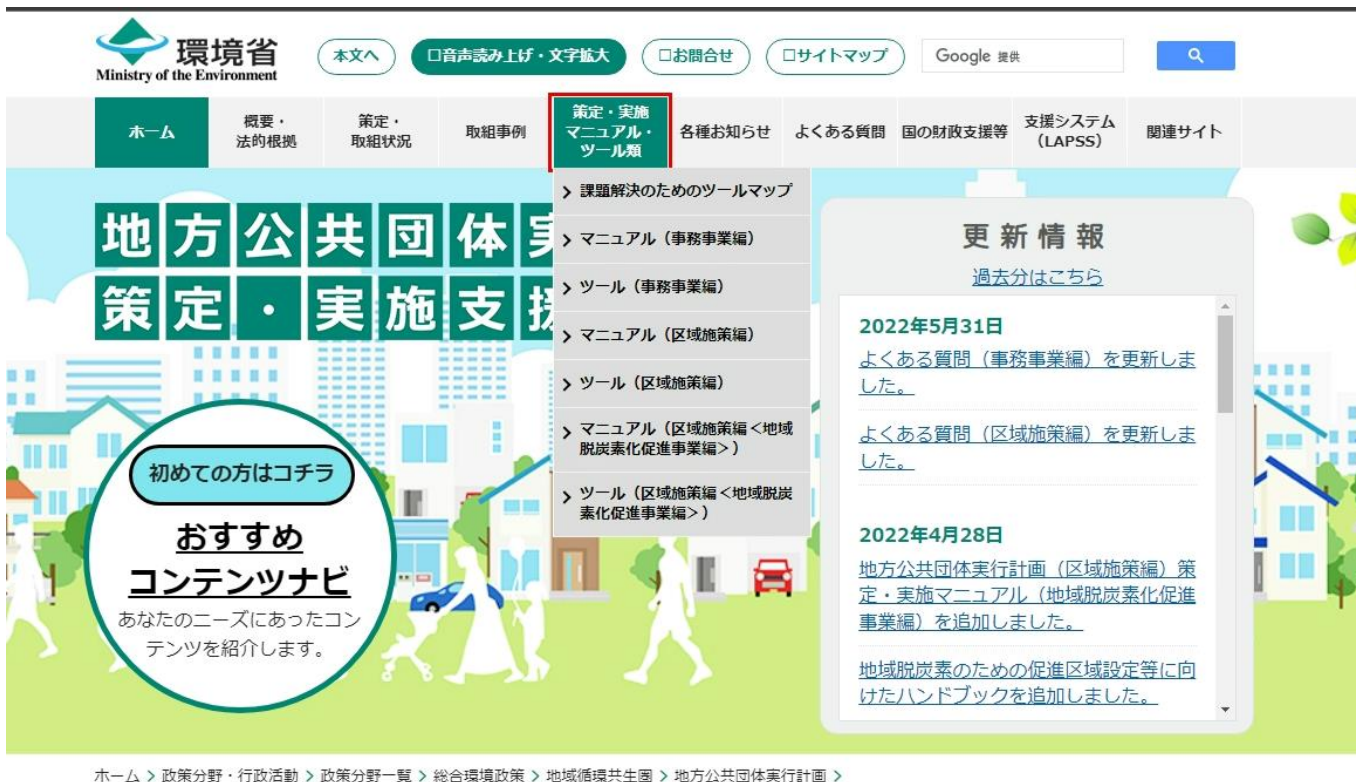 環境省
Ministry of the Environment
本文へ
□音声読み上げ・文字拡大
□お問合せ
□サイトマップ
Google 提供
ホーム
概要・
法的根拠
策定・
取組状況
取組事例
策定・実施
マニュアル・
ツール類
各種お知らせ
よくある質問
国の財政支援等
支援システム
(LAPSS)
関連サイト
> 課題解決のためのツールマップ
> マニュアル(事務事業編)
> ツール(事務事業編)
> マニュアル(区域施策編)
> ツール(区域施策編)
> マニュアル(区域施策編<地域
脱炭素化促進事業編>)
> ツール(区域施策編<地域脱炭
素化促進事業編>)
地方公共団体実
策定・実施支援
初めての方はコチラ
おすすめ
コンテンツナビ
あなたのニーズにあったコン
テンツを紹介します。
更新情報
過去分はこちら
2022年5月31日
よくある質問(事務事業編)を更新しま
した。
よくある質問(区域施策編)を更新しま
した。
2022年4月28日
地方公共団体実行計画(区域施策編)策
定・実施マニュアル(地域脱炭素化促進
事業編)を追加しました。
地域脱炭素のための促進区域設定等に向
けたハンドブックを追加しました。
ホーム > 政策分野・行政活動 > 政策分野一覧 > 総合環境政策 > 地域循環共生圏 > 地方公共団体実行計画 >